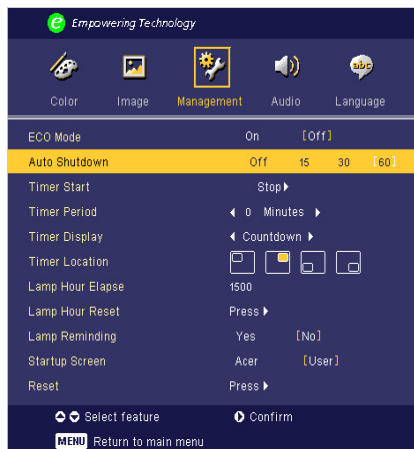 e Empowering Technology
Color Image Management abc Audio Language
ECO Mode On [Off]
Auto Shutdown Off 15 30 [60]
Timer Start Stop
Timer Period 0 Minutes
Timer Display Countdown
Timer Location
Lamp Hour Elapse 1500
Lamp Hour Reset Press
Lamp Reminding Yes [No]
Startup Screen Acer [User]
Reset Press
Select feature Confirm
MENU Return to main menu